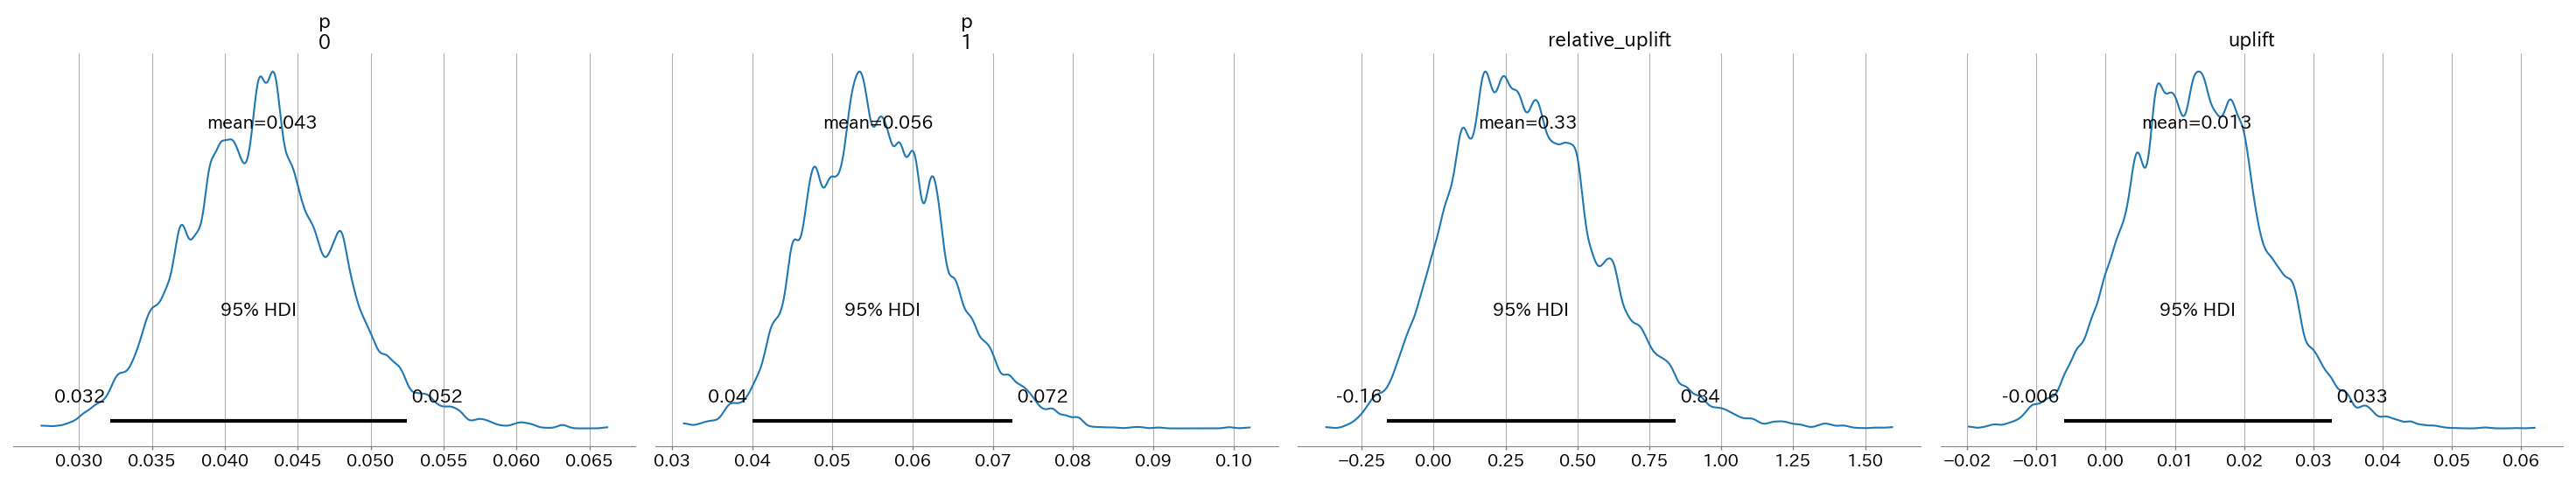 p
0
mean=0.043
95% HDI
0.032 0.052
0.030 0.035 0.040 0.045 0.050 0.055 0.060 0.065
p
1
mean=0.056
95% HDI
0.04 0.072
0.03 0.04 0.05 0.06 0.07 0.08 0.09 0.10
relative_uplift
mean=0.33
95% HDI
-0.16 0.84
−0.25 0.00 0.25 0.50 0.75 1.00 1.25 1.50
uplift
mean=0.013
95% HDI
-0.006 0.033
−0.02 −0.01 0.00 0.01 0.02 0.03 0.04 0.05 0.06